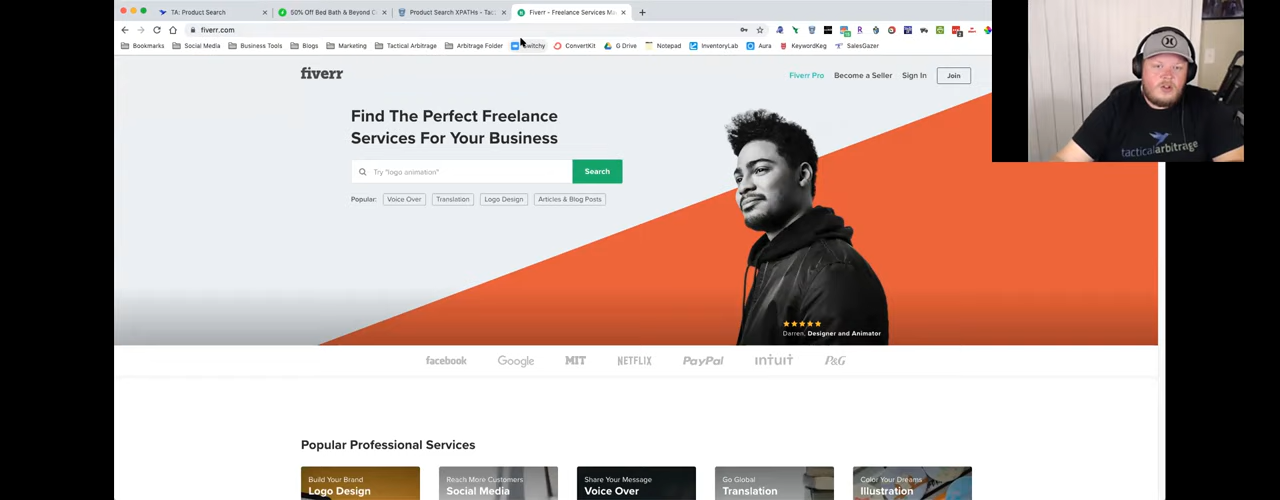 TA: Product Search
50% Off Bed Bath & Beyond C
Product Search XPATHs - Tac
Fiverr - Freelance Services Ma
fiverr.com
Bookmarks
Social Media
Business Tools
Blogs
Marketing
Tactical Arbitrage
Arbitrage Folder
Switchy
ConvertKit
G Drive
Notepad
InventoryLab
Aura
KeywordKeg
SalesGazer
fiverr
Fiverr Pro
Become a Seller
Sign In
Join
Find The Perfect Freelance
Services For Your Business
Try "logo animation"
Search
Popular:
Voice Over
Translation
Logo Design
Articles & Blog Posts
Darren, Designer and Animator
facebook
Google
MIT
NETFLIX
PayPal
intuit
P&G
Popular Professional Services
Build Your Brand
Logo Design
Reach More Customers
Social Media
Share Your Message
Voice Over
Go Global
Translation
Color Your Dreams
Illustration
tacticalarbitrage